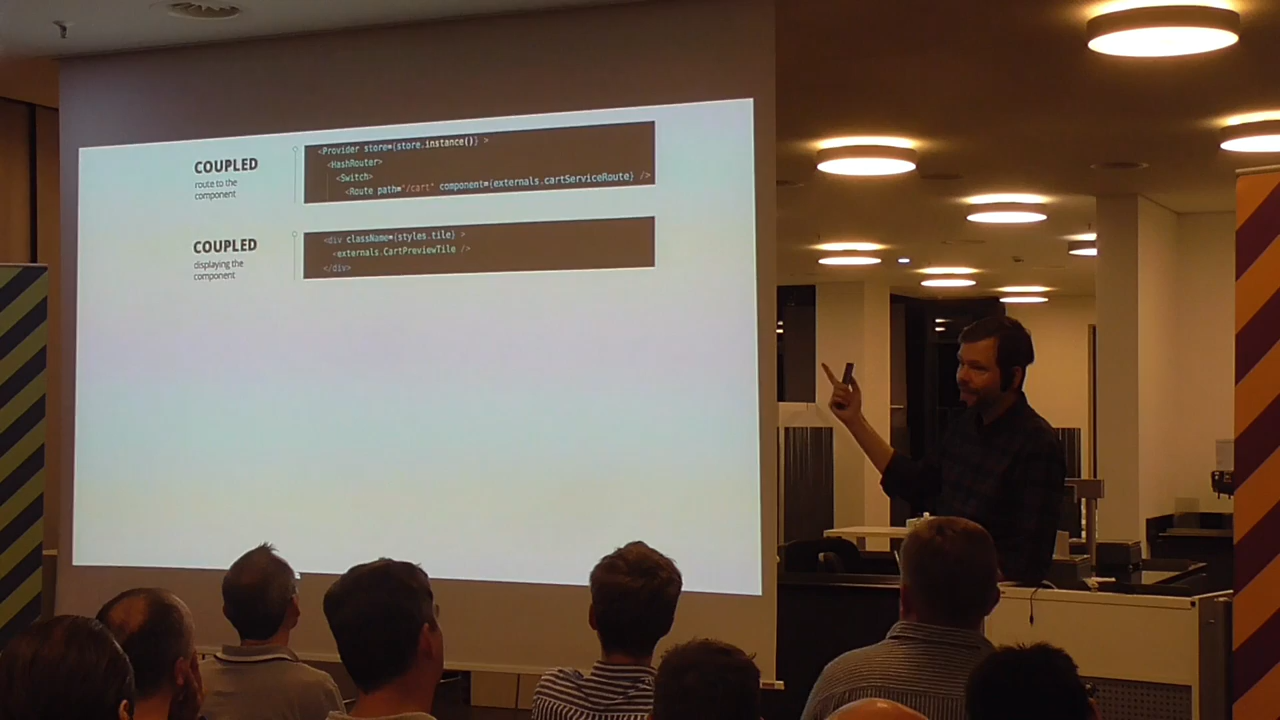 COUPLED
route to the
component
<Provider store={store.instance()} >
<HashRouter>
<Switch>
<Route path="/cart" component={externals.cartServiceRoute} />
COUPLED
displaying the
component
<div className={styles.tile} >
<externals.CartPreviewTile />
</div>